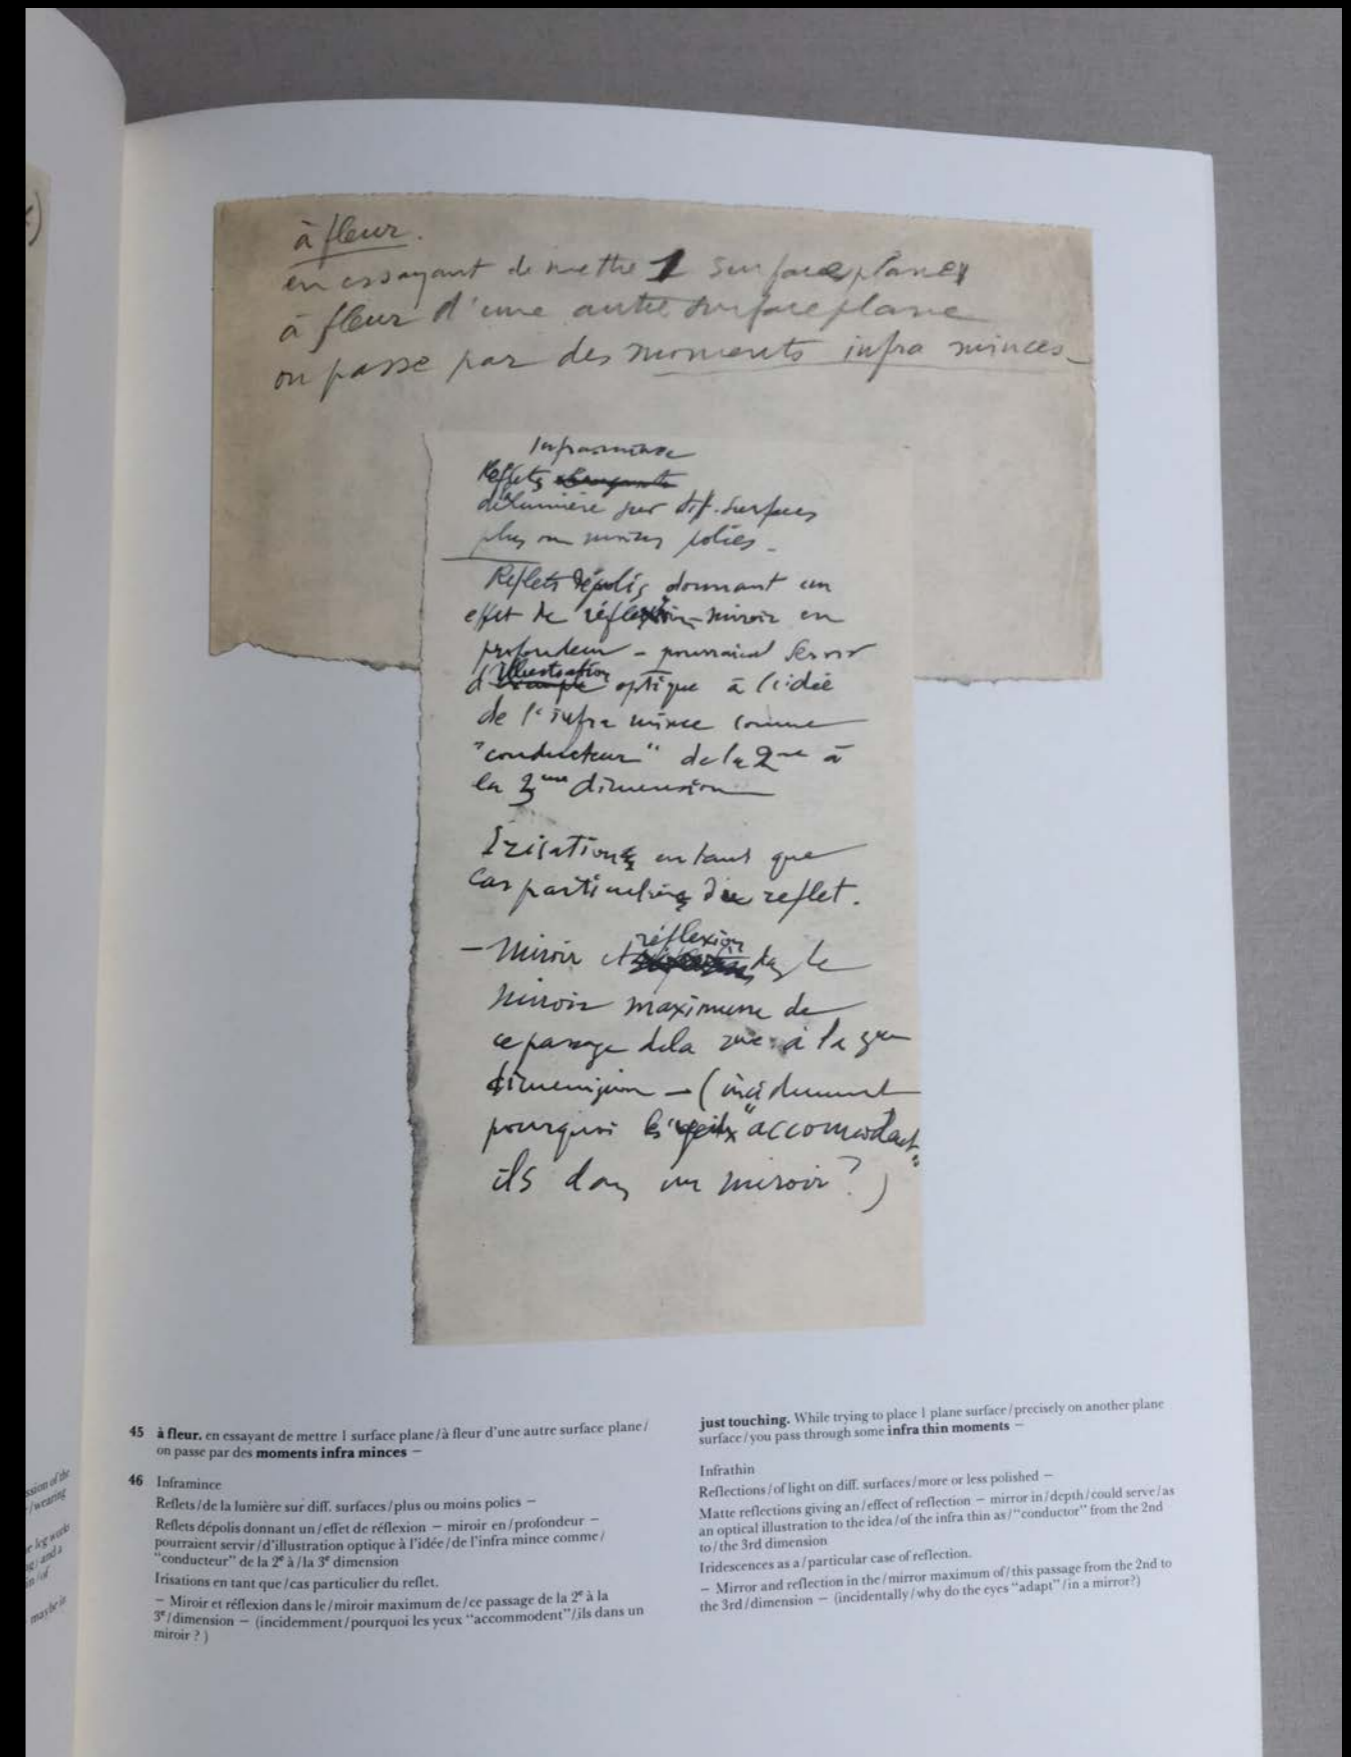 à fleur.
en essayant de mettre 1 surface plane
à fleur d'une autre surface plane
on passe par des moments infra minces –
Inframince
Reflets
de la lumière sur diff. surfaces
plus ou moins polies –
Reflets dépolis donnant un
effet de réflexion – miroir en
profondeur – pourraient servir
d'illustration optique à l'idée
de l'infra mince comme
"conducteur" de la 2me à
la 3me dimension
Irisations en tant que
cas particulier du reflet.
– Miroir et réflexion dans le
miroir maximum de
ce passage de la 2me à la 3me
dimension – (incidemment
pourquoi les yeux "accommodent"
ils dans un miroir ? )
45 à fleur. en essayant de mettre 1 surface plane/à fleur d'une autre surface plane/
on passe par des moments infra minces –
46 Inframince
Reflets/de la lumière sur diff. surfaces/plus ou moins polies –
Reflets dépolis donnant un/effet de réflexion – miroir en/profondeur –
pourraient servir/d'illustration optique à l'idée/de l'infra mince comme/
"conducteur" de la 2e à/la 3e dimension
Irisations en tant que/cas particulier du reflet.
– Miroir et réflexion dans le/miroir maximum de/ce passage de la 2e à la
3e/dimension – (incidemment/pourquoi les yeux "accommodent"/ils dans un
miroir ? )
just touching. While trying to place 1 plane surface/precisely on another plane
surface/you pass through some infra thin moments –
Infrathin
Reflections/of light on diff. surfaces/more or less polished –
Matte reflections giving an/effect of reflection – mirror in/depth/could serve/as
an optical illustration to the idea/of the infra thin as/"conductor" from the 2nd
to/the 3rd dimension
Iridescences as a/particular case of reflection.
– Mirror and reflection in the/mirror maximum of/this passage from the 2nd to
the 3rd/dimension – (incidentally/why do the eyes "adapt"/in a mirror?)
ssion of the
/wearing
e leg works
/and a
in/of
maybe in